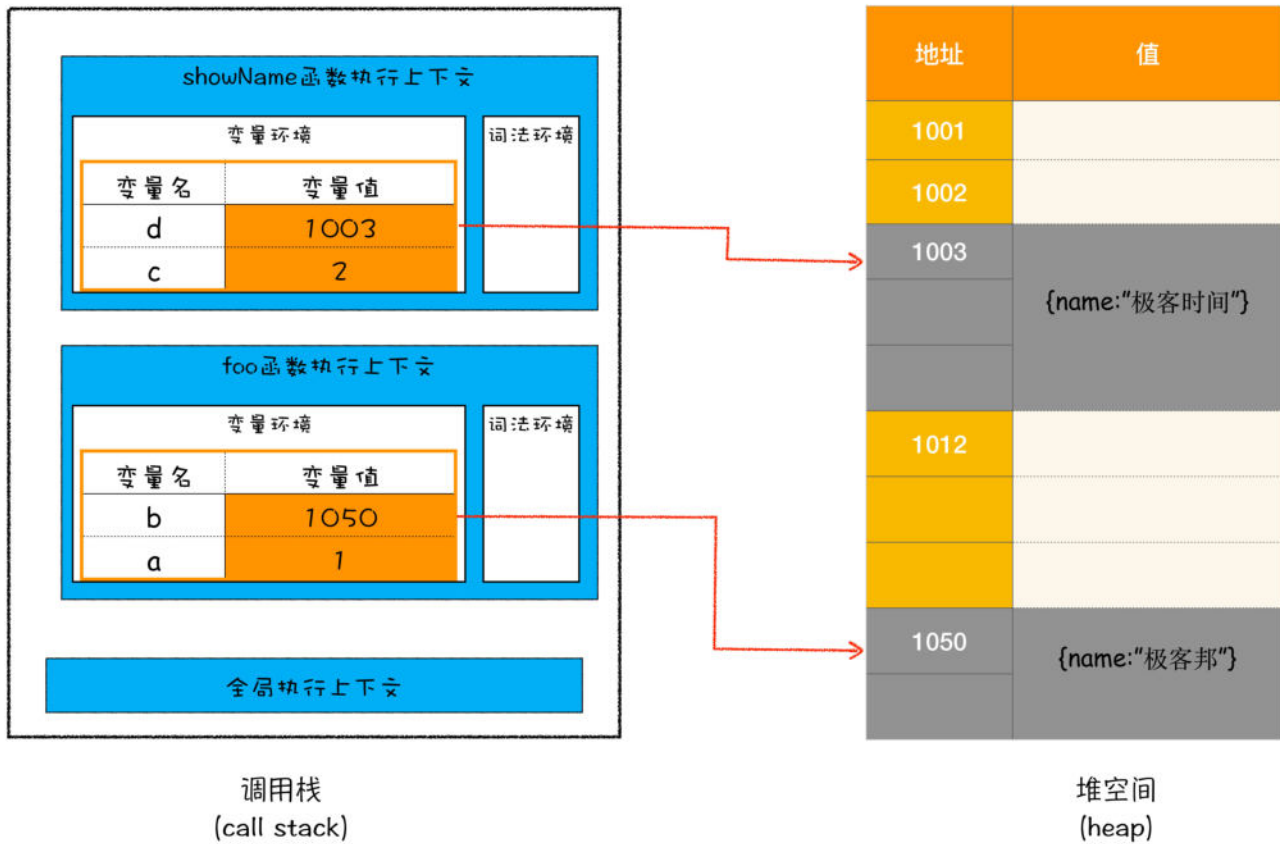 showName函数执行上下文
变量环境
词法环境
变量名 变量值
d 1003
c 2
foo函数执行上下文
变量环境
词法环境
变量名 变量值
b 1050
a 1
全局执行上下文
调用栈
(call stack)
地址 值
1001
1002
1003
{name:"极客时间"}
1012
1050
{name:"极客邦"}
堆空间
(heap)